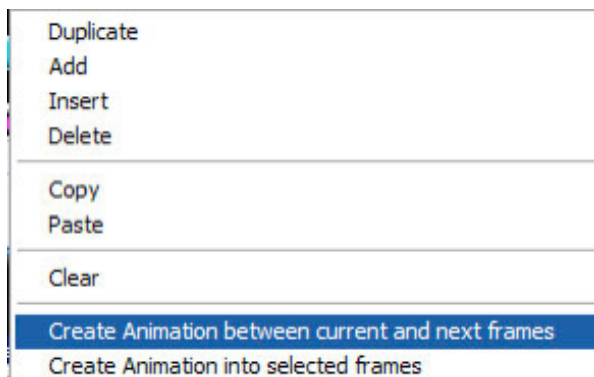 Duplicate
Add
Insert
Delete
Copy
Paste
Clear
Create Animation between current and next frames
Create Animation into selected frames